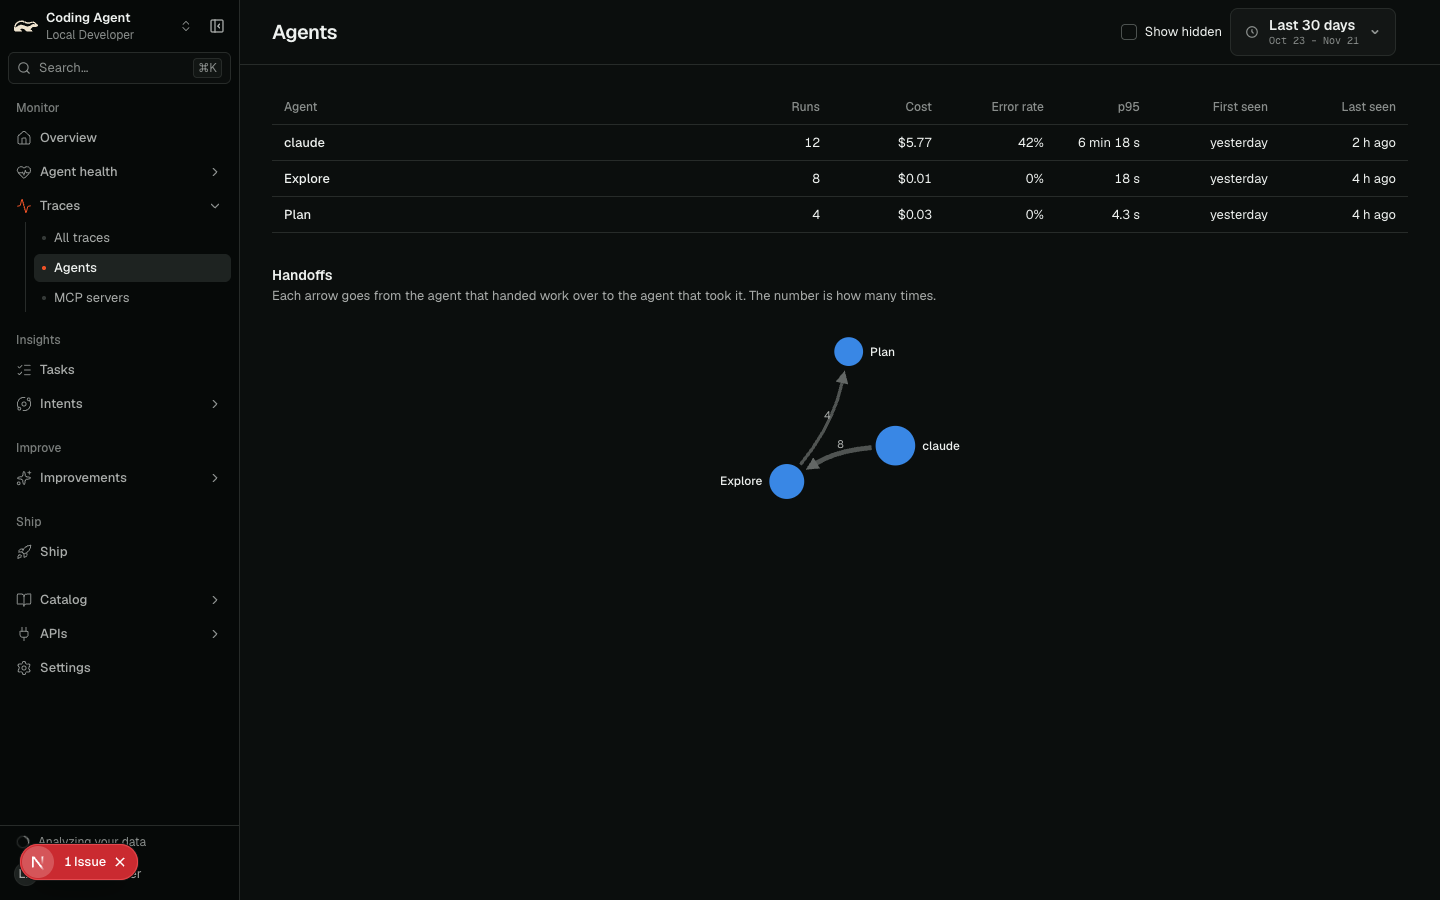 Coding Agent
Local Developer
Search...
⌘K
Monitor
Overview
Agent health
Traces
All traces
Agents
MCP servers
Insights
Tasks
Intents
Improve
Improvements
Ship
Ship
Catalog
APIs
Settings
Analyzing your data
1 Issue
Agents
Show hidden
Last 30 days
Oct 23 – Nov 21
Agent Runs Cost Error rate p95 First seen Last seen
claude 12 $5.77 42% 6 min 18 s yesterday 2 h ago
Explore 8 $0.01 0% 18 s yesterday 4 h ago
Plan 4 $0.03 0% 4.3 s yesterday 4 h ago
Handoffs
Each arrow goes from the agent that handed work over to the agent that took it. The number is how many times.
Plan
4
8
claude
Explore